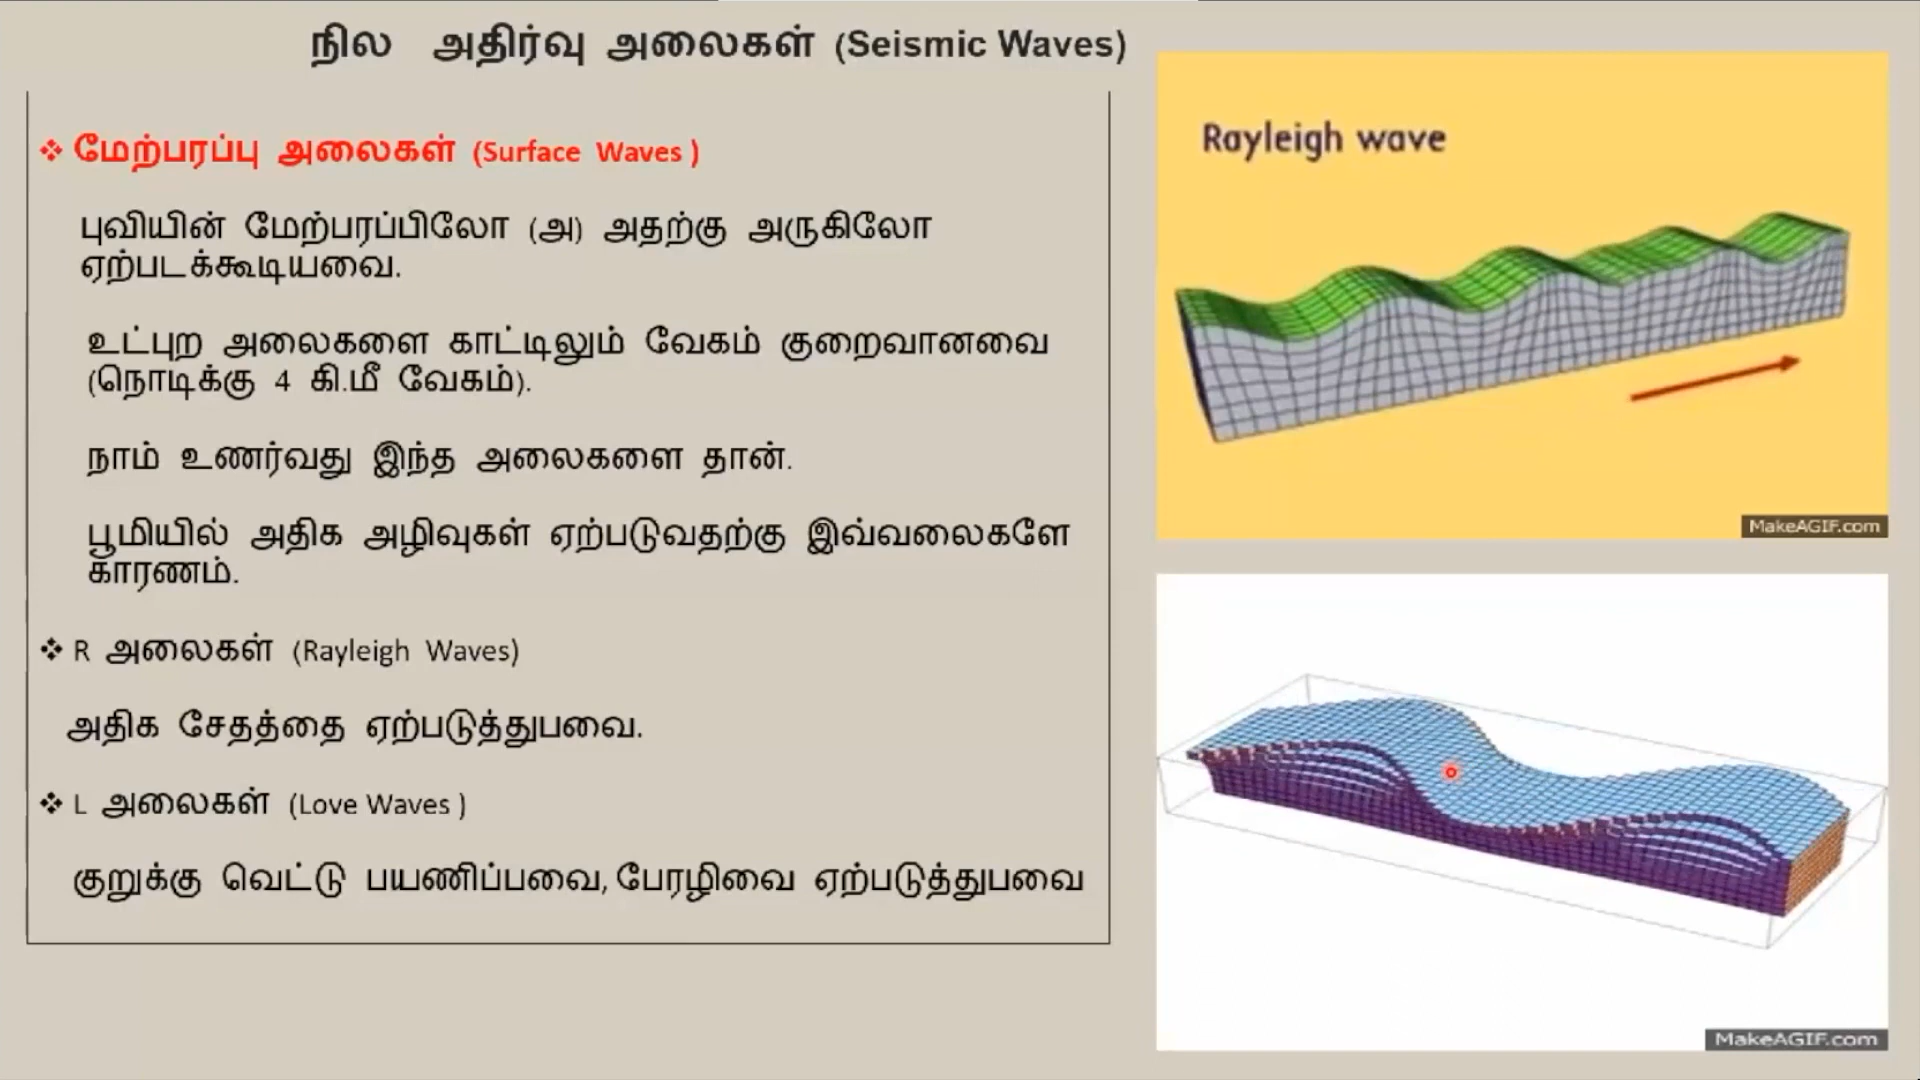 நில அதிர்வு அலைகள் (Seismic Waves)
❖ மேற்பரப்பு அலைகள் (Surface Waves )
புவியின் மேற்பரப்பிலோ (அ) அதற்கு அருகிலோ
ஏற்படக்கூடியவை.
உட்புற அலைகளை காட்டிலும் வேகம் குறைவானவை
(நொடிக்கு 4 கி.மீ வேகம்).
நாம் உணர்வது இந்த அலைகளை தான்.
பூமியில் அதிக அழிவுகள் ஏற்படுவதற்கு இவ்வலைகளே
காரணம்.
❖ R அலைகள் (Rayleigh Waves)
அதிக சேதத்தை ஏற்படுத்துபவை.
❖ L அலைகள் (Love Waves )
குறுக்கு வெட்டு பயணிப்பவை, பேரழிவை ஏற்படுத்துபவை
Rayleigh wave
MakeAGIF.com
MakeAGIF.com